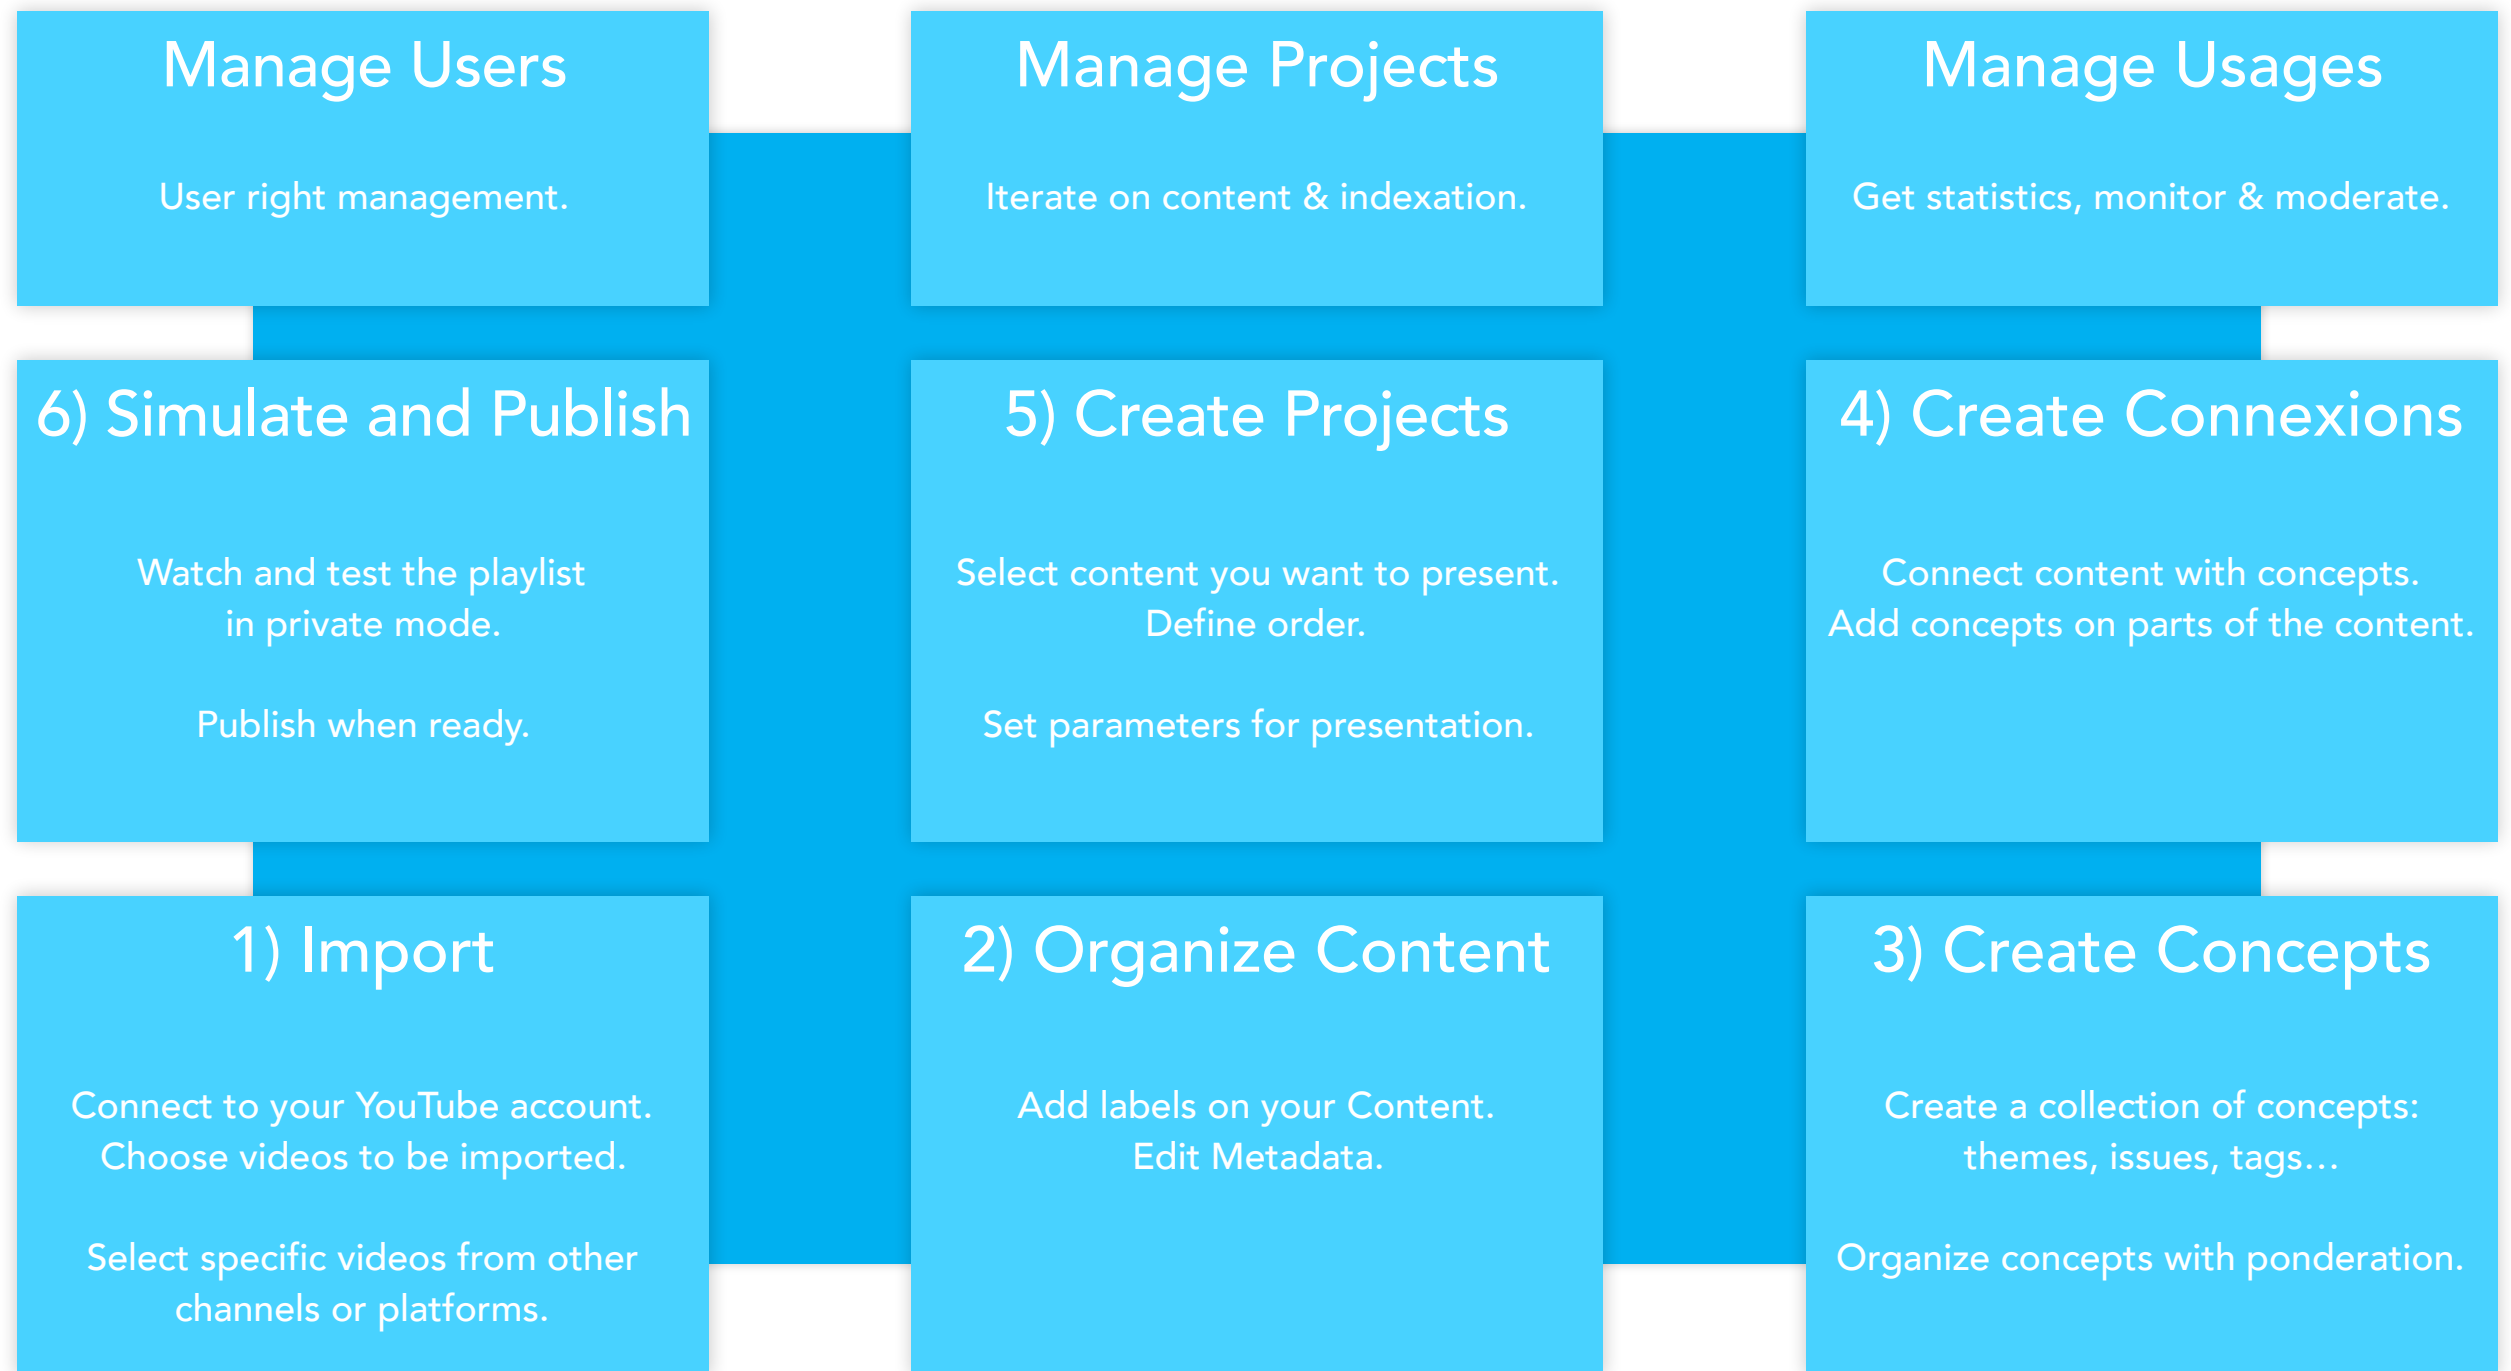 Manage Users
User right management.
Manage Projects
Iterate on content & indexation.
Manage Usages
Get statistics, monitor & moderate.
6) Simulate and Publish
Watch and test the playlist
in private mode.
Publish when ready.
5) Create Projects
Select content you want to present.
Define order.
Set parameters for presentation.
4) Create Connexions
Connect content with concepts.
Add concepts on parts of the content.
1) Import
Connect to your YouTube account.
Choose videos to be imported.
Select specific videos from other
channels or platforms.
2) Organize Content
Add labels on your Content.
Edit Metadata.
3) Create Concepts
Create a collection of concepts:
themes, issues, tags…
Organize concepts with ponderation.